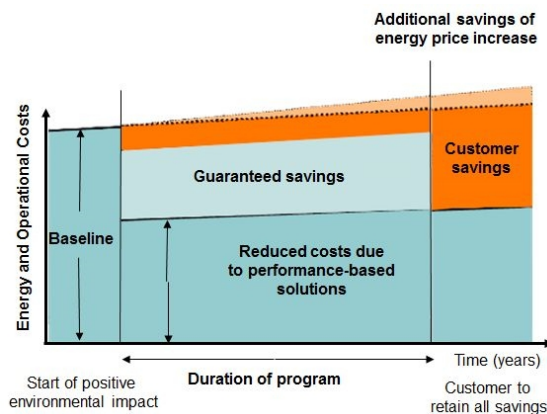 Additional savings of
energy price increase
Energy and Operational Costs
Customer
savings
Guaranteed savings
Baseline
Reduced costs due
to performance-based
solutions
Time (years)
Start of positive
environmental impact
Duration of program
Customer to
retain all savings